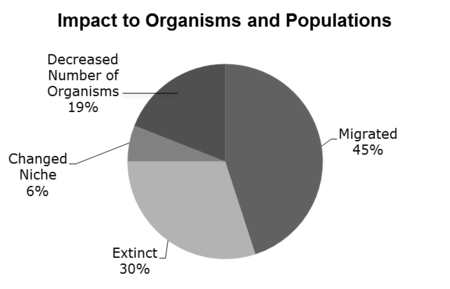 Impact to Organisms and Populations
Decreased
Number of
Organisms
19%
Migrated
45%
Changed
Niche
6%
Extinct
30%